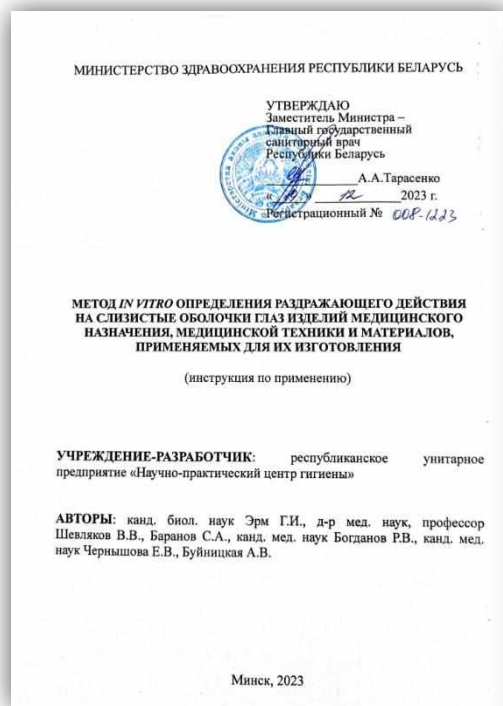 МИНИСТЕРСТВО ЗДРАВООХРАНЕНИЯ РЕСПУБЛИКИ БЕЛАРУСЬ
УТВЕРЖДАЮ
Заместитель Министра –
Главный государственный
санитарный врач
Республики Беларусь
А.А.Тарасенко
« » 12 2023 г.
Регистрационный № 008-1223
МЕТОД IN VITRO ОПРЕДЕЛЕНИЯ РАЗДРАЖАЮЩЕГО ДЕЙСТВИЯ
НА СЛИЗИСТЫЕ ОБОЛОЧКИ ГЛАЗ ИЗДЕЛИЙ МЕДИЦИНСКОГО
НАЗНАЧЕНИЯ, МЕДИЦИНСКОЙ ТЕХНИКИ И МАТЕРИАЛОВ,
ПРИМЕНЯЕМЫХ ДЛЯ ИХ ИЗГОТОВЛЕНИЯ
(инструкция по применению)
УЧРЕЖДЕНИЕ-РАЗРАБОТЧИК: республиканское унитарное
предприятие «Научно-практический центр гигиены»
АВТОРЫ: канд. биол. наук Эрм Г.И., д-р мед. наук, профессор
Шевляков В.В., Баранов С.А., канд. мед. наук Богданов Р.В., канд. мед.
наук Чернышова Е.В., Буйницкая А.В.
Минск, 2023